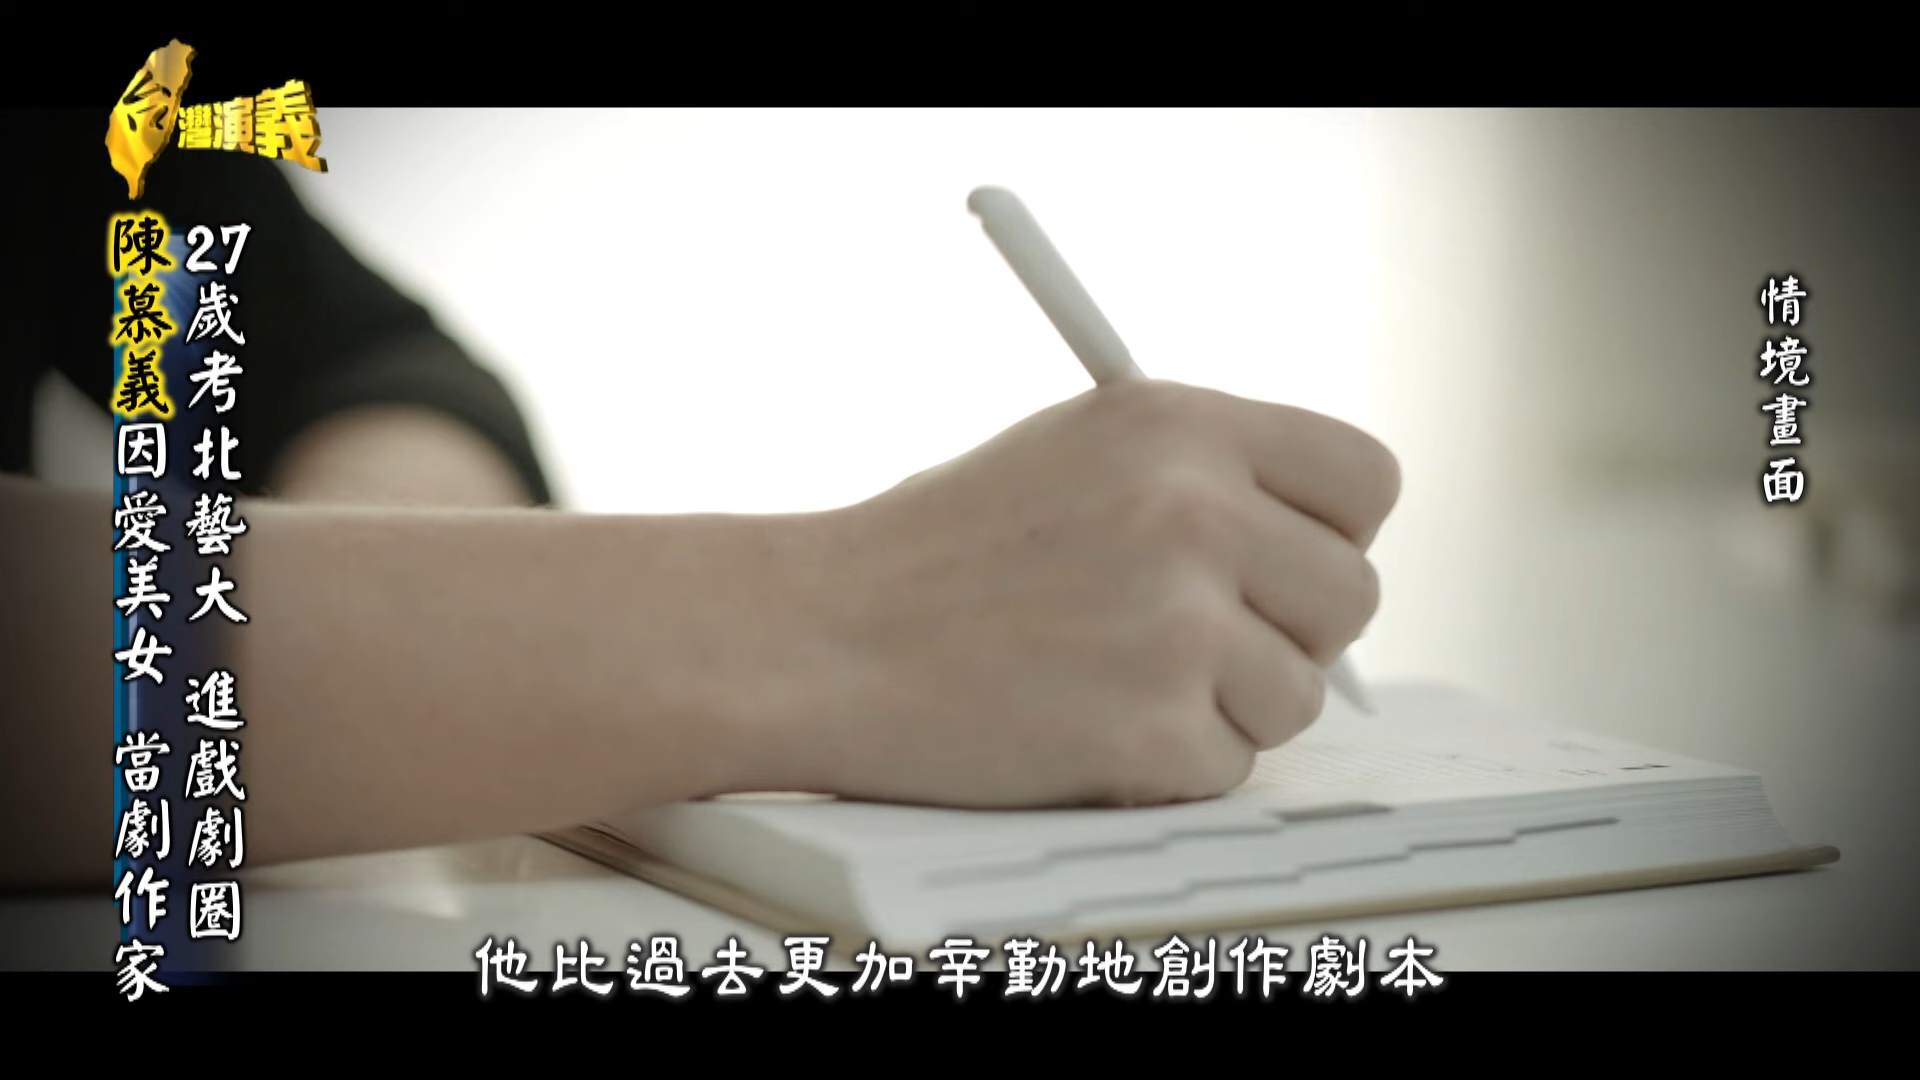 台灣演義
27歲考北藝大 進戲劇圈
陳慕義因愛美女 當劇作家
情境畫面
他比過去更加辛勤地創作劇本